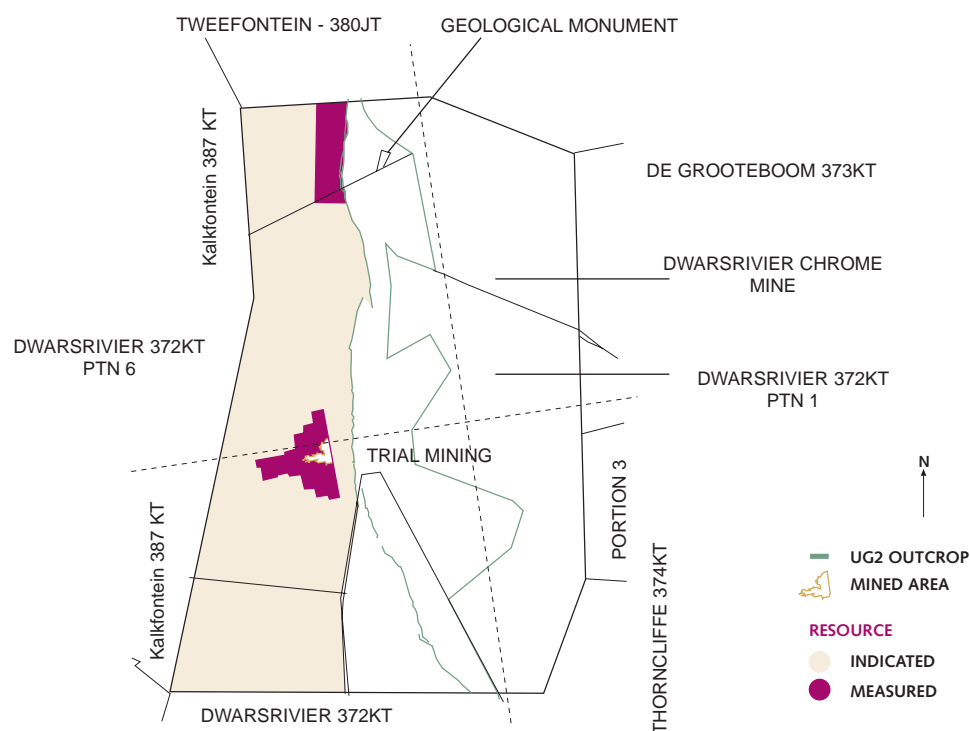 TWEEFONTEIN - 380JT
GEOLOGICAL MONUMENT
Kalkfontein 387 KT
DE GROOTEBOOM 373KT
DWARSRIVIER CHROME
MINE
DWARSRIVIER 372KT
PTN 6
DWARSRIVIER 372KT
PTN 1
TRIAL MINING
N
Kalkfontein 387 KT
PORTION 3
THORNCLIFFE 374KT
UG2 OUTCROP
MINED AREA
RESOURCE
INDICATED
MEASURED
DWARSRIVIER 372KT